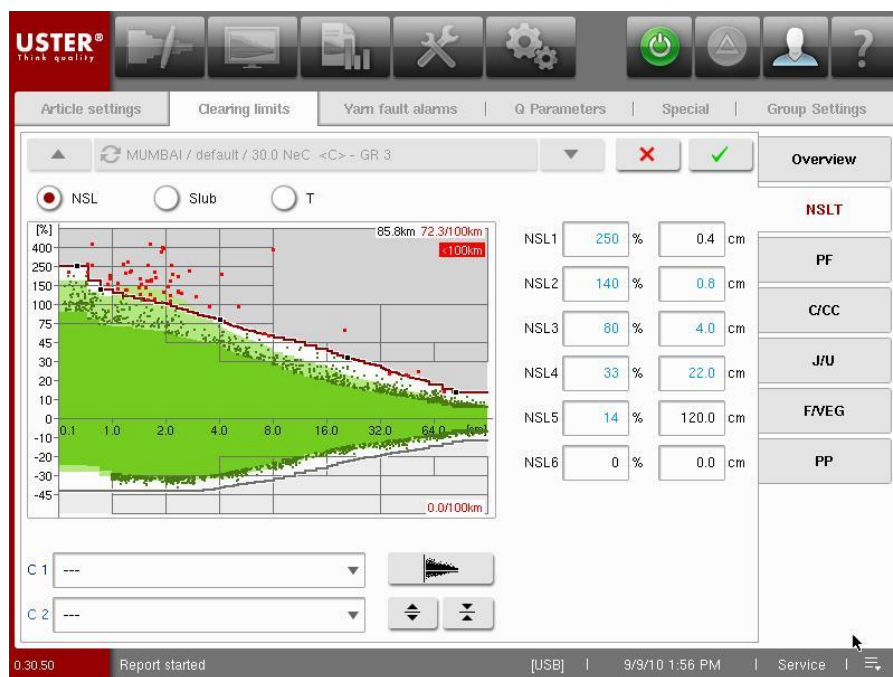 USTER®
Think quality
Article settings
Clearing limits
Yarn fault alarms
Q Parameters
Special
Group Settings
MUMBAI / default / 30.0 NeC <C> - GR 3
Overview
NSL
Slub
T
NSLT
[%]
85.8km 72.3/100km
<100km
400
250
150
100
75
45
30
20
10
0
-10
-20
-30
-45
0.1 1.0 2.0 4.0 8.0 16.0 32.0 64.0 [cm]
0.0/100km
NSL1 250 % 0.4 cm
NSL2 140 % 0.8 cm
NSL3 80 % 4.0 cm
NSL4 33 % 22.0 cm
NSL5 14 % 120.0 cm
NSL6 0 % 0.0 cm
PF
C/CC
J/U
F/VEG
PP
C 1 ---
C 2 ---
0.30.50
Report started
[USB]
9/9/10 1:56 PM
Service